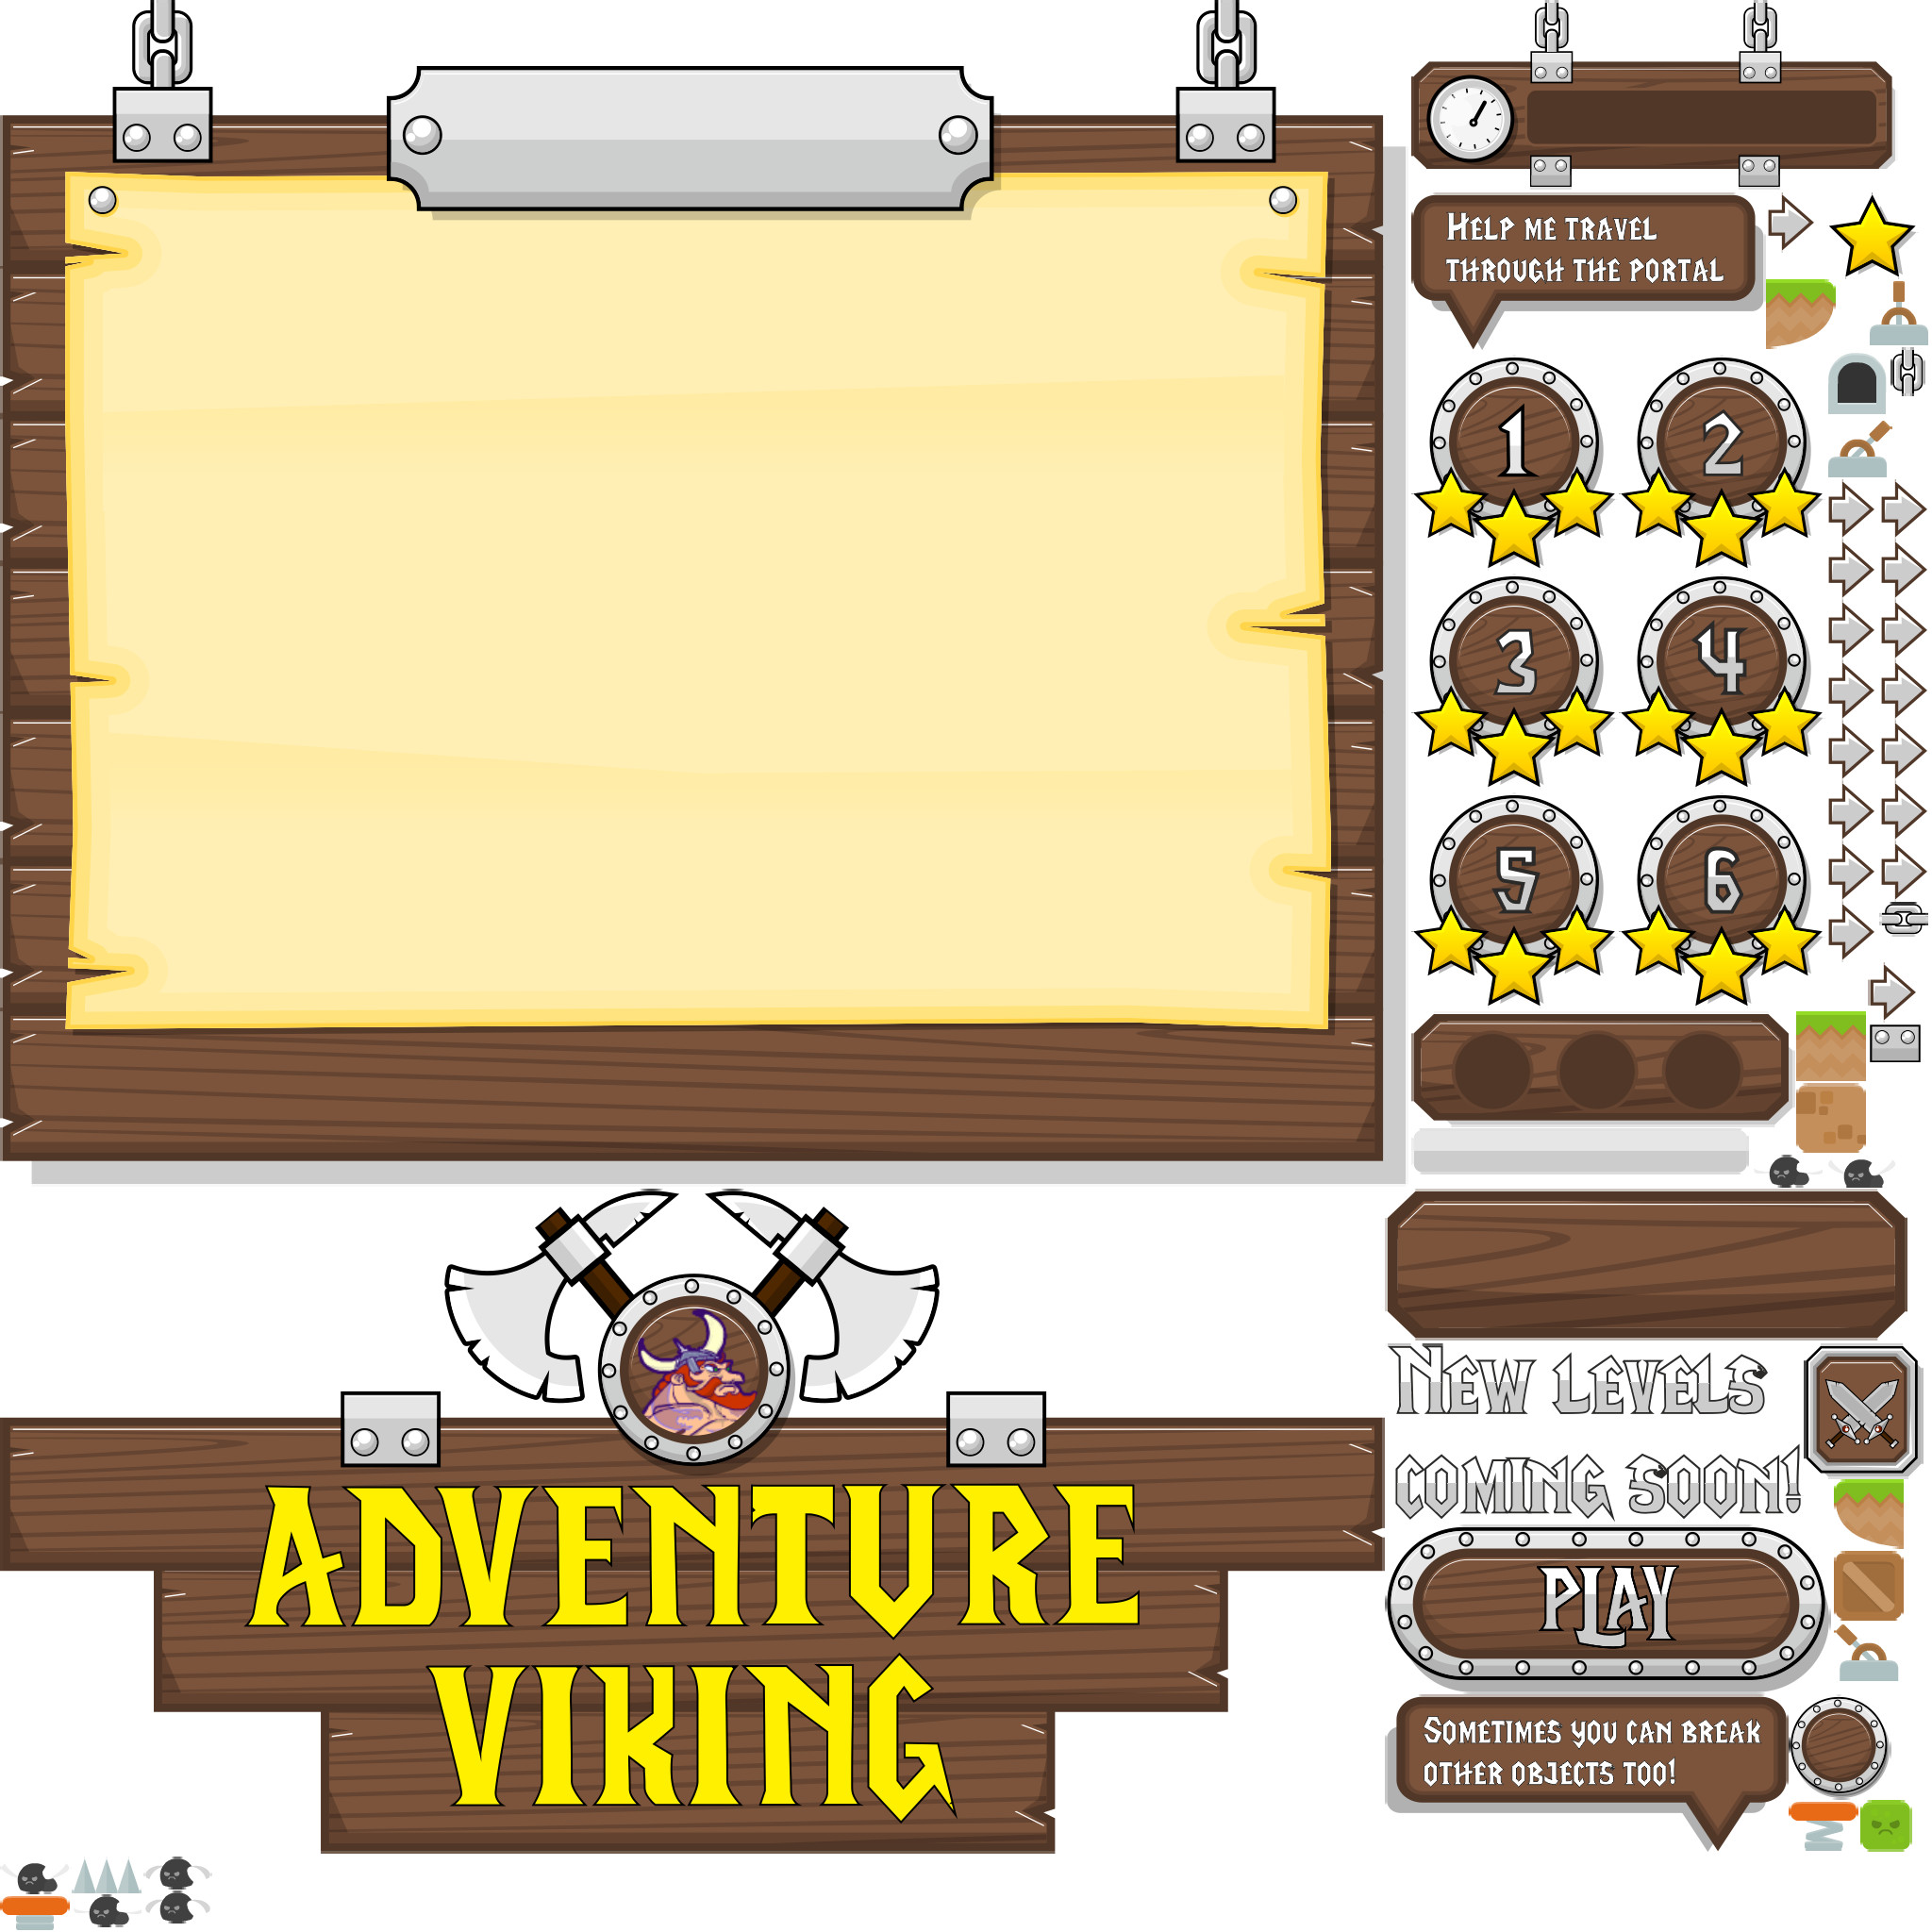 HELP ME TRAVEL
THROUGH THE PORTAL
1
2
3
4
5
6
NEW LEVELS
COMING SOON!
PLAY
ADVENTURE
VIKING
SOMETIMES YOU CAN BREAK
OTHER OBJECTS TOO!